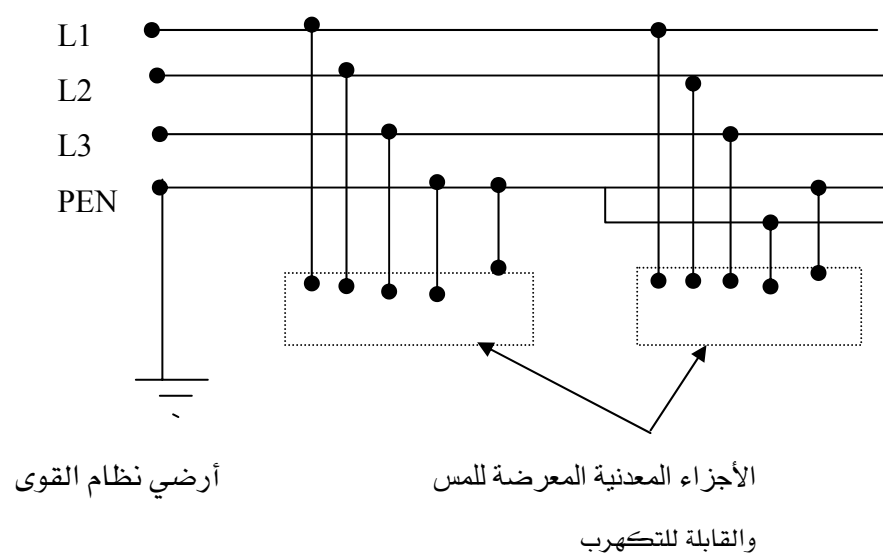 L1
L2
L3
PEN
أرضي نظام القوى
الأجزاء المعدنية المعرضة للمس
والقابلة للتكهرب